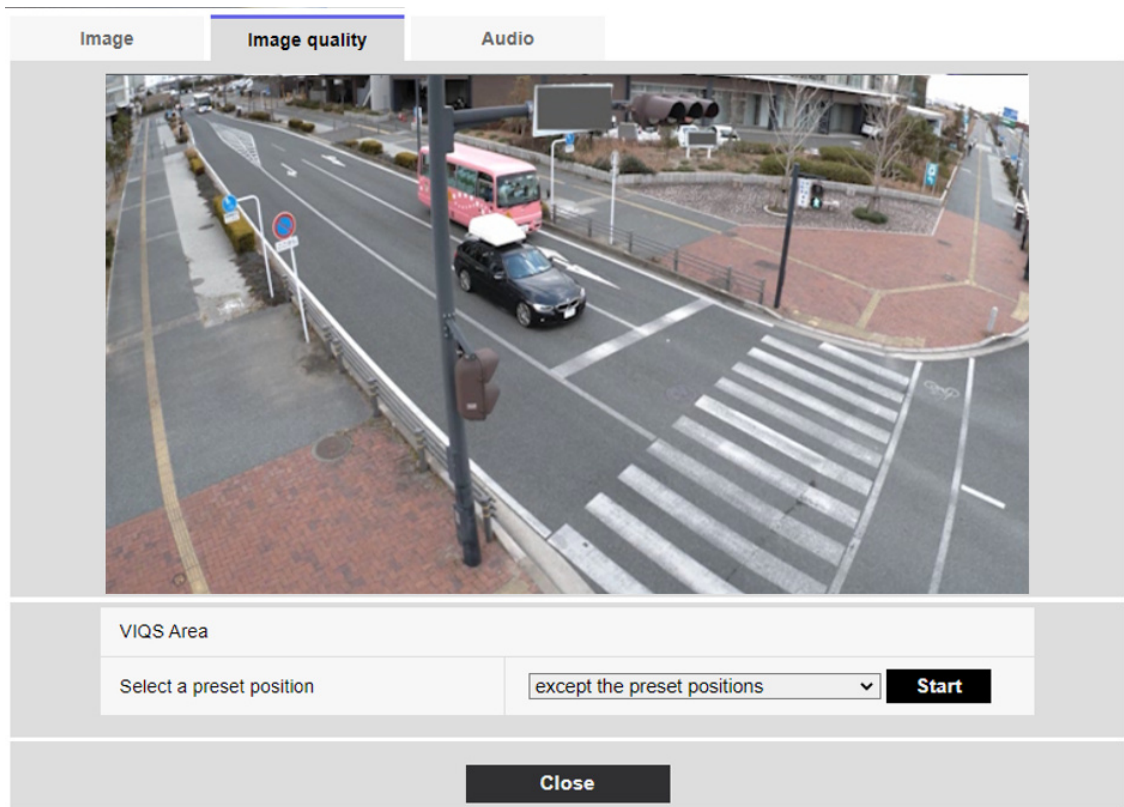 Image
Image quality
Audio
VIQS Area
Select a preset position
except the preset positions
Start
Close